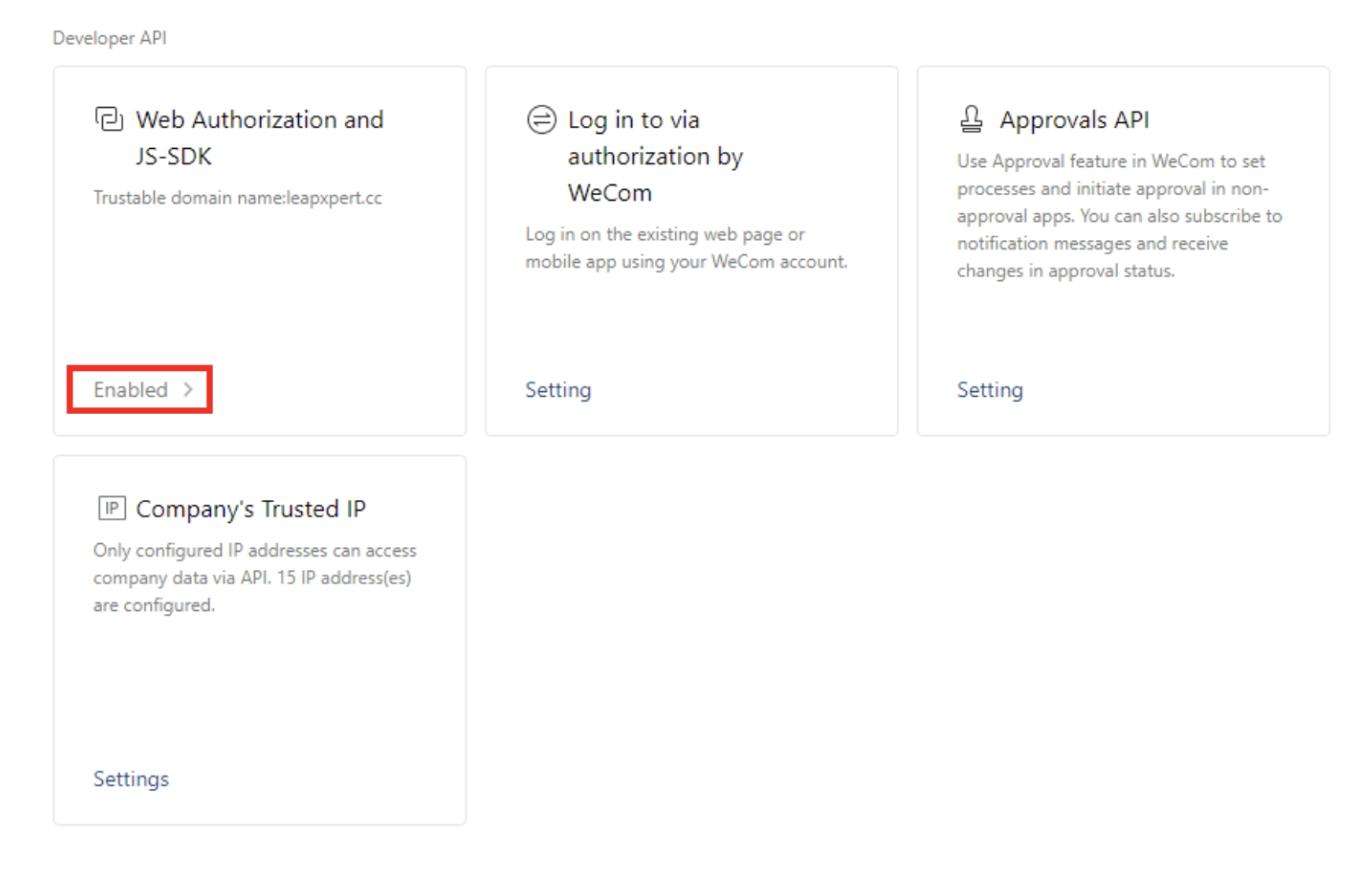 Developer API
Web Authorization and
JS-SDK
Trustable domain name:leapxpert.cc
Enabled >
Log in to via
authorization by
WeCom
Log in on the existing web page or
mobile app using your WeCom account.
Setting
Approvals API
Use Approval feature in WeCom to set
processes and initiate approval in non-
approval apps. You can also subscribe to
notification messages and receive
changes in approval status.
Setting
IP Company's Trusted IP
Only configured IP addresses can access
company data via API. 15 IP address(es)
are configured.
Settings